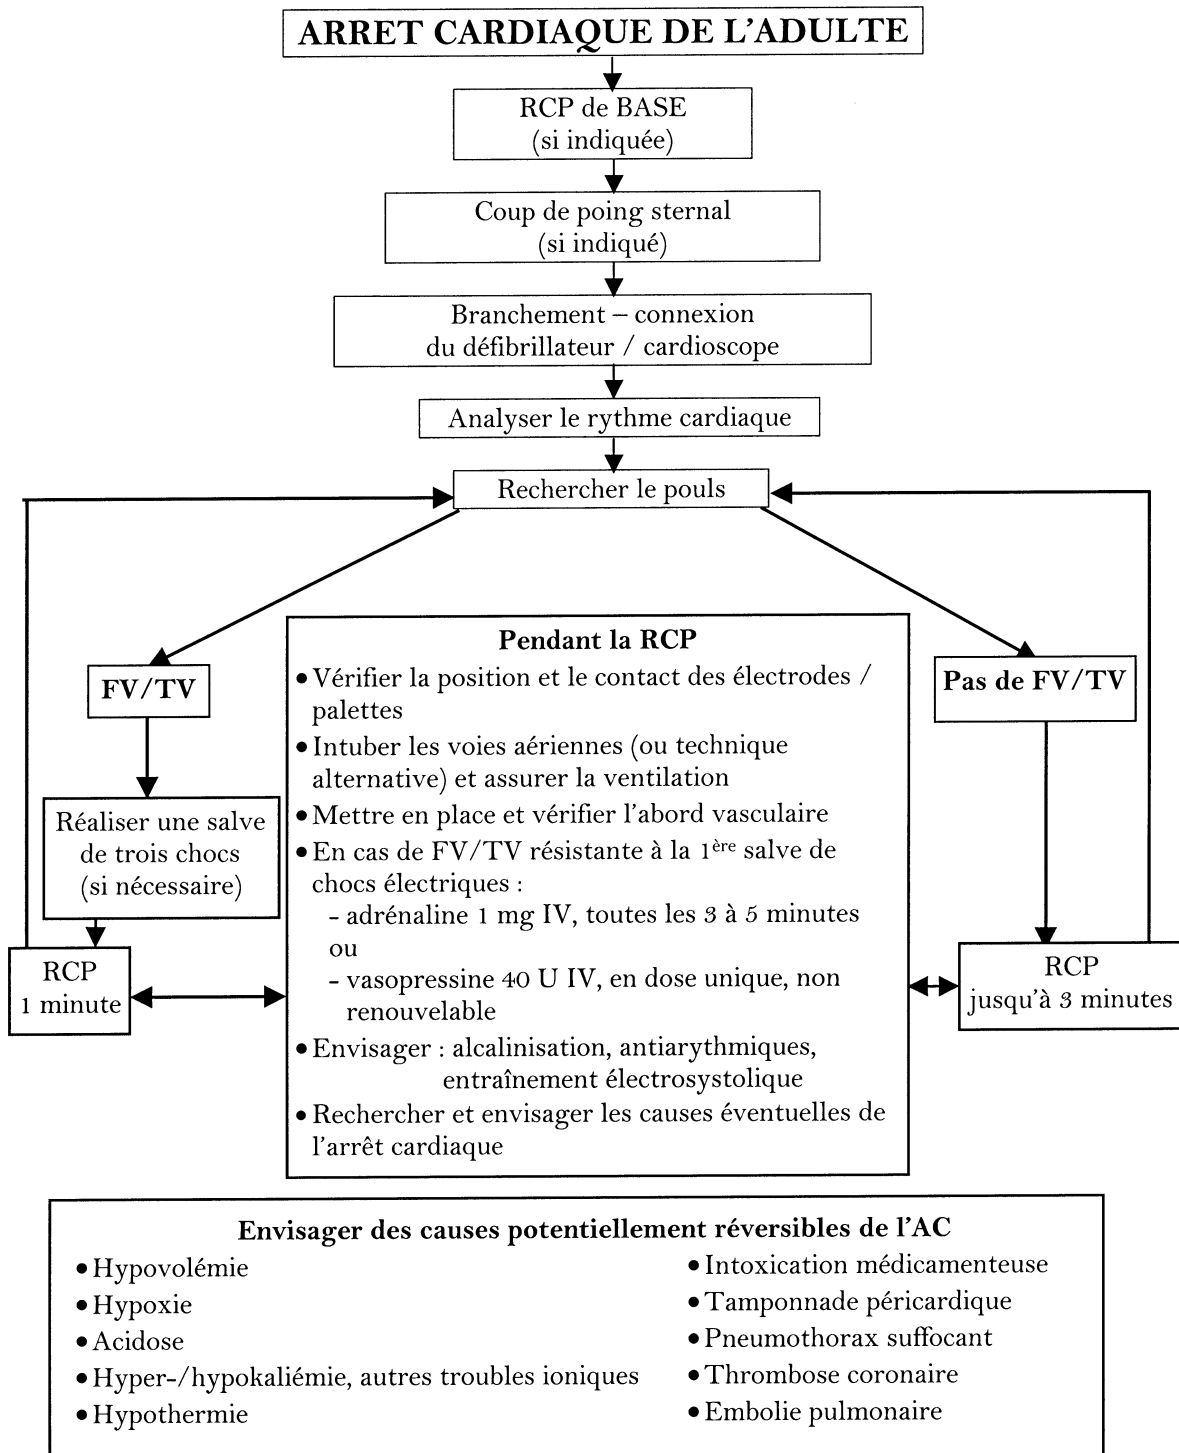 ARRET CARDIAQUE DE L'ADULTE
RCP de BASE
(si indiquée)
Coup de poing sternal
(si indiqué)
Branchement – connexion
du défibrillateur / cardioscope
Analyser le rythme cardiaque
Rechercher le pouls
FV/TV
Réaliser une salve
de trois chocs
(si nécessaire)
RCP
1 minute
Pendant la RCP
• Vérifier la position et le contact des électrodes /
palettes
• Intuber les voies aériennes (ou technique
alternative) et assurer la ventilation
• Mettre en place et vérifier l'abord vasculaire
• En cas de FV/TV résistante à la 1ère salve de
chocs électriques :
- adrénaline 1 mg IV, toutes les 3 à 5 minutes
ou
- vasopressine 40 U IV, en dose unique, non
renouvelable
• Envisager : alcalinisation, antiarythmiques,
entraînement électrosystolique
• Rechercher et envisager les causes éventuelles de
l'arrêt cardiaque
Pas de FV/TV
RCP
jusqu'à 3 minutes
Envisager des causes potentiellement réversibles de l'AC
• Hypovolémie
• Hypoxie
• Acidose
• Hyper-/hypokaliémie, autres troubles ioniques
• Hypothermie
• Intoxication médicamenteuse
• Tamponnade péricardique
• Pneumothorax suffocant
• Thrombose coronaire
• Embolie pulmonaire